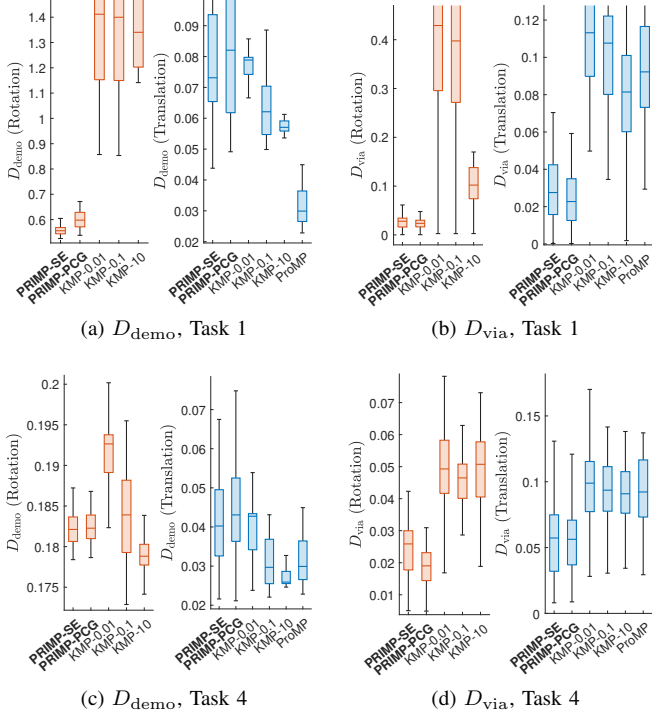 1.4
1.2
1
0.8
0.6
D_demo (Rotation)
PRIMP-SE
PRIMP-PCG
KMP-0.01
KMP-0.1
KMP-10
0.09
0.08
0.07
0.06
0.05
0.04
0.03
0.02
D_demo (Translation)
PRIMP-SE
PRIMP-PCG
KMP-0.01
KMP-0.1
KMP-10
ProMP
(a) D_demo, Task 1
0.4
0.3
0.2
0.1
0
D_via (Rotation)
PRIMP-SE
PRIMP-PCG
KMP-0.01
KMP-0.1
KMP-10
0.12
0.1
0.08
0.06
0.04
0.02
0
D_via (Translation)
PRIMP-SE
PRIMP-PCG
KMP-0.01
KMP-0.1
KMP-10
ProMP
(b) D_via, Task 1
0.2
0.195
0.19
0.185
0.18
0.175
D_demo (Rotation)
PRIMP-SE
PRIMP-PCG
KMP-0.01
KMP-0.1
KMP-10
0.07
0.06
0.05
0.04
0.03
0.02
D_demo (Translation)
PRIMP-SE
PRIMP-PCG
KMP-0.01
KMP-0.1
KMP-10
ProMP
(c) D_demo, Task 4
0.07
0.06
0.05
0.04
0.03
0.02
0.01
D_via (Rotation)
PRIMP-SE
PRIMP-PCG
KMP-0.01
KMP-0.1
KMP-10
0.15
0.1
0.05
0
D_via (Translation)
PRIMP-SE
PRIMP-PCG
KMP-0.01
KMP-0.1
KMP-10
ProMP
(d) D_via, Task 4